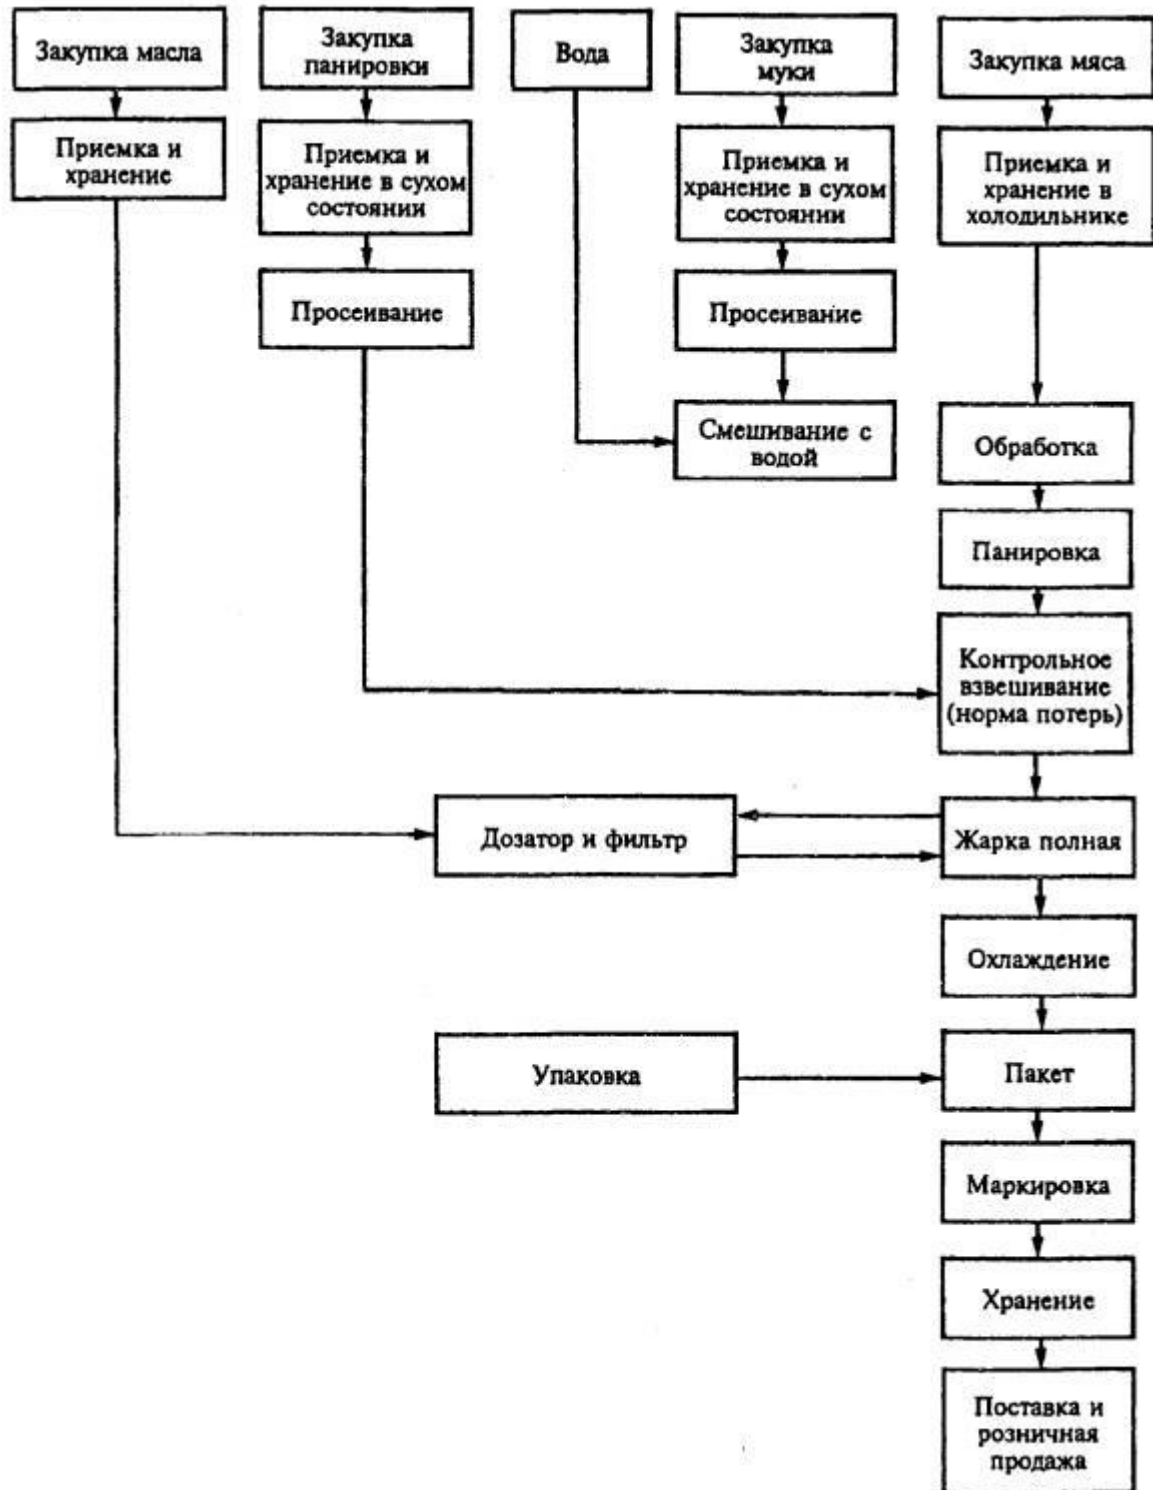 Закупка масла
Закупка
панировки
Вода
Закупка
муки
Закупка мяса
Приемка и
хранение
Приемка и
хранение в сухом
состоянии
Приемка и
хранение в сухом
состоянии
Приемка и
хранение в
холодильнике
Просеивание
Просеивание
Смешивание с
водой
Обработка
Панировка
Контрольное
взвешивание
(норма потерь)
Дозатор и фильтр
Жарка полная
Охлаждение
Упаковка
Пакет
Маркировка
Хранение
Поставка и
розничная
продажа